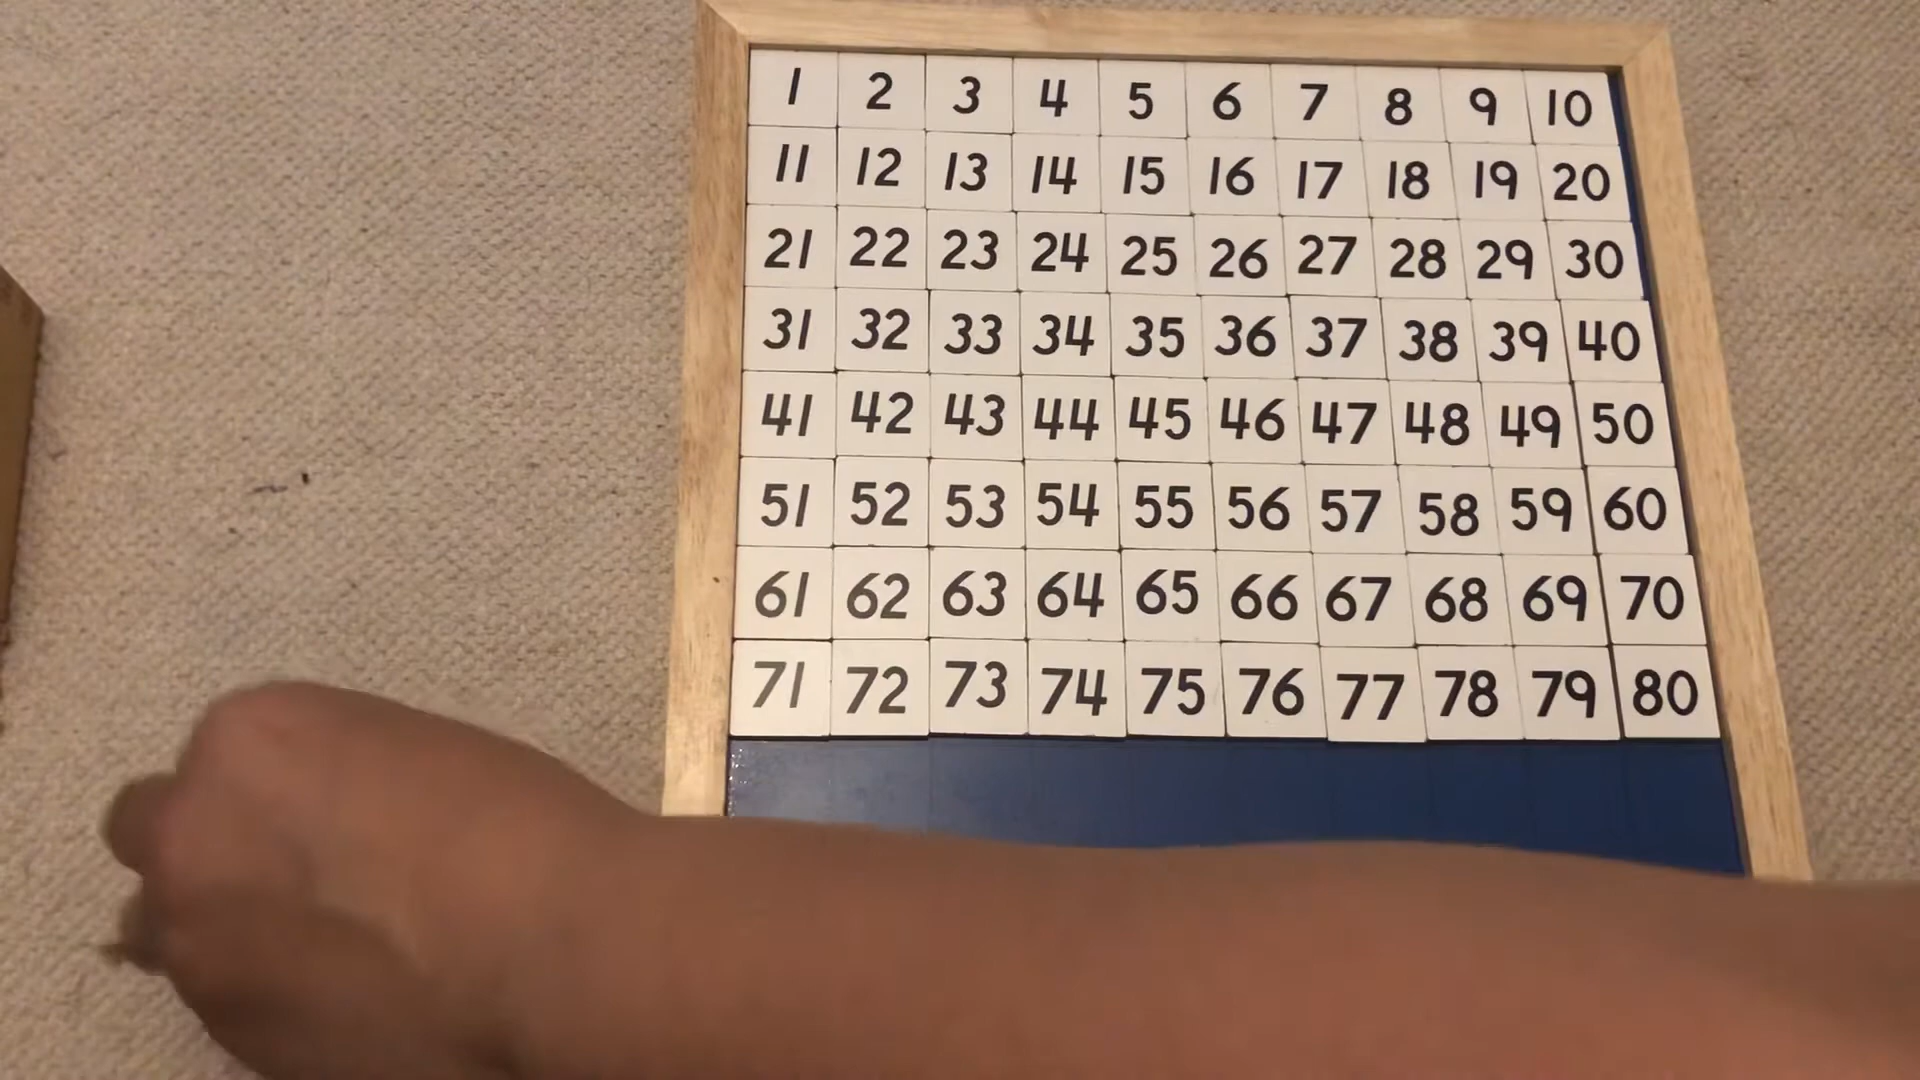 1 2 3 4 5 6 7 8 9 10
11 12 13 14 15 16 17 18 19 20
21 22 23 24 25 26 27 28 29 30
31 32 33 34 35 36 37 38 39 40
41 42 43 44 45 46 47 48 49 50
51 52 53 54 55 56 57 58 59 60
61 62 63 64 65 66 67 68 69 70
71 72 73 74 75 76 77 78 79 80